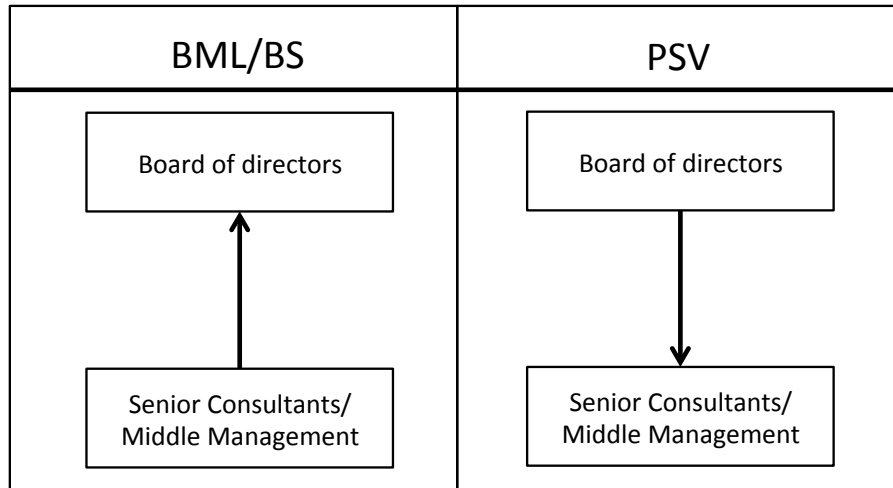 BML/BS
PSV
Board of directors
Board of directors
Senior Consultants/
Middle Management
Senior Consultants/
Middle Management